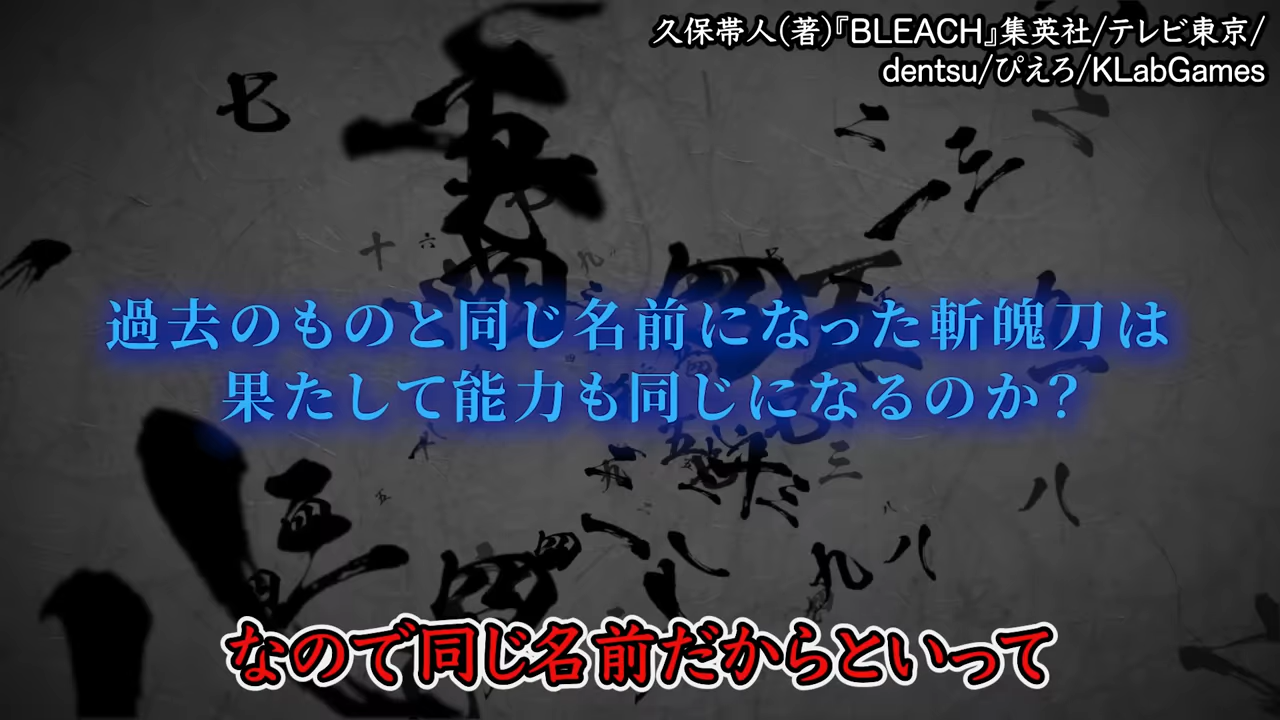 久保帯人(著)『BLEACH』集英社/テレビ東京/
dentsu/ぴえろ/KLabGames
過去のものと同じ名前になった斬魄刀は
果たして能力も同じになるのか?
なので同じ名前だからといって